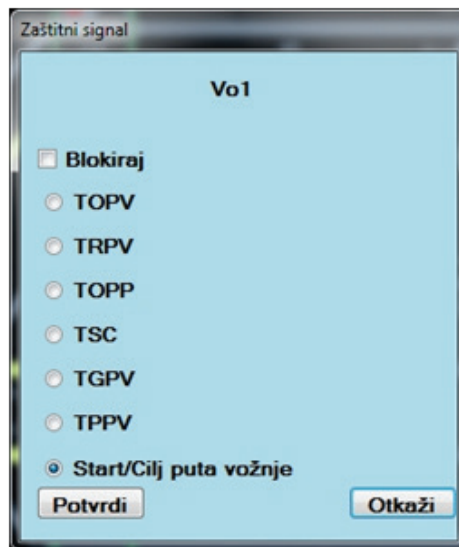 Zaštitni signal
Vo1
Blokiraj
TOPV
TRPV
TOPP
TSC
TGPV
TPPV
Start/Cilj puta vožnje
Potvrdi Otkaži